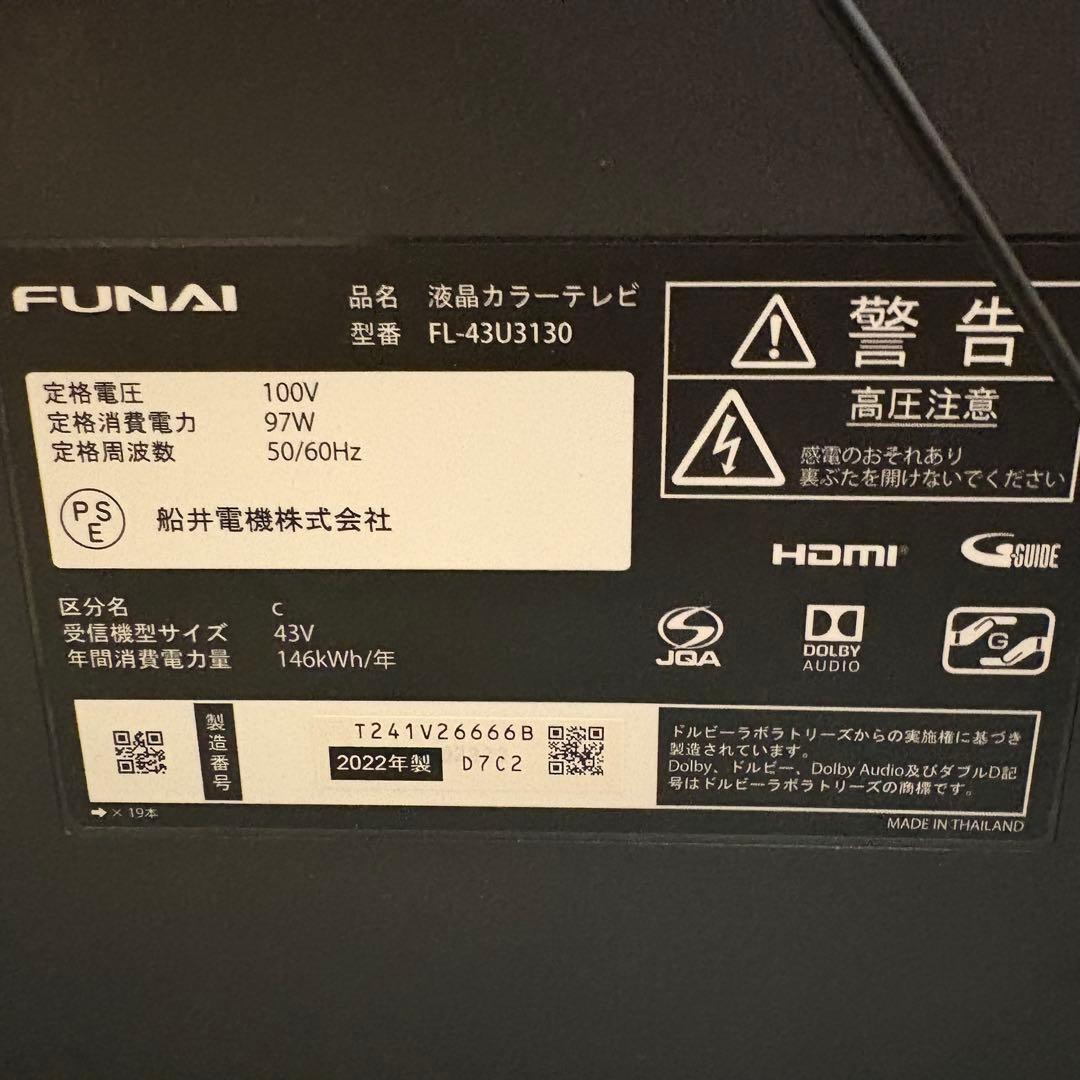 FUNAI
品名 液晶カラーテレビ
型番 FL-43U3130
定格電圧 100V
定格消費電力 97W
定格周波数 50/60Hz
PSE
船井電機株式会社
警告
高圧注意
感電のおそれあり
裏ぶたを開けないでください
HDMI®
G-GUIDE
区分名 c
受信機型サイズ 43V
年間消費電力量 146kWh/年
JQA
DOLBY
AUDIO
G
製造番号
T241V26666B
2022年製 D7C2
ドルビーラボラトリーズからの実施権に基づき
製造されています。
Dolby、ドルビー、Dolby Audio及びダブルD記
号はドルビーラボラトリーズの商標です。
➡× 19本
MADE IN THAILAND